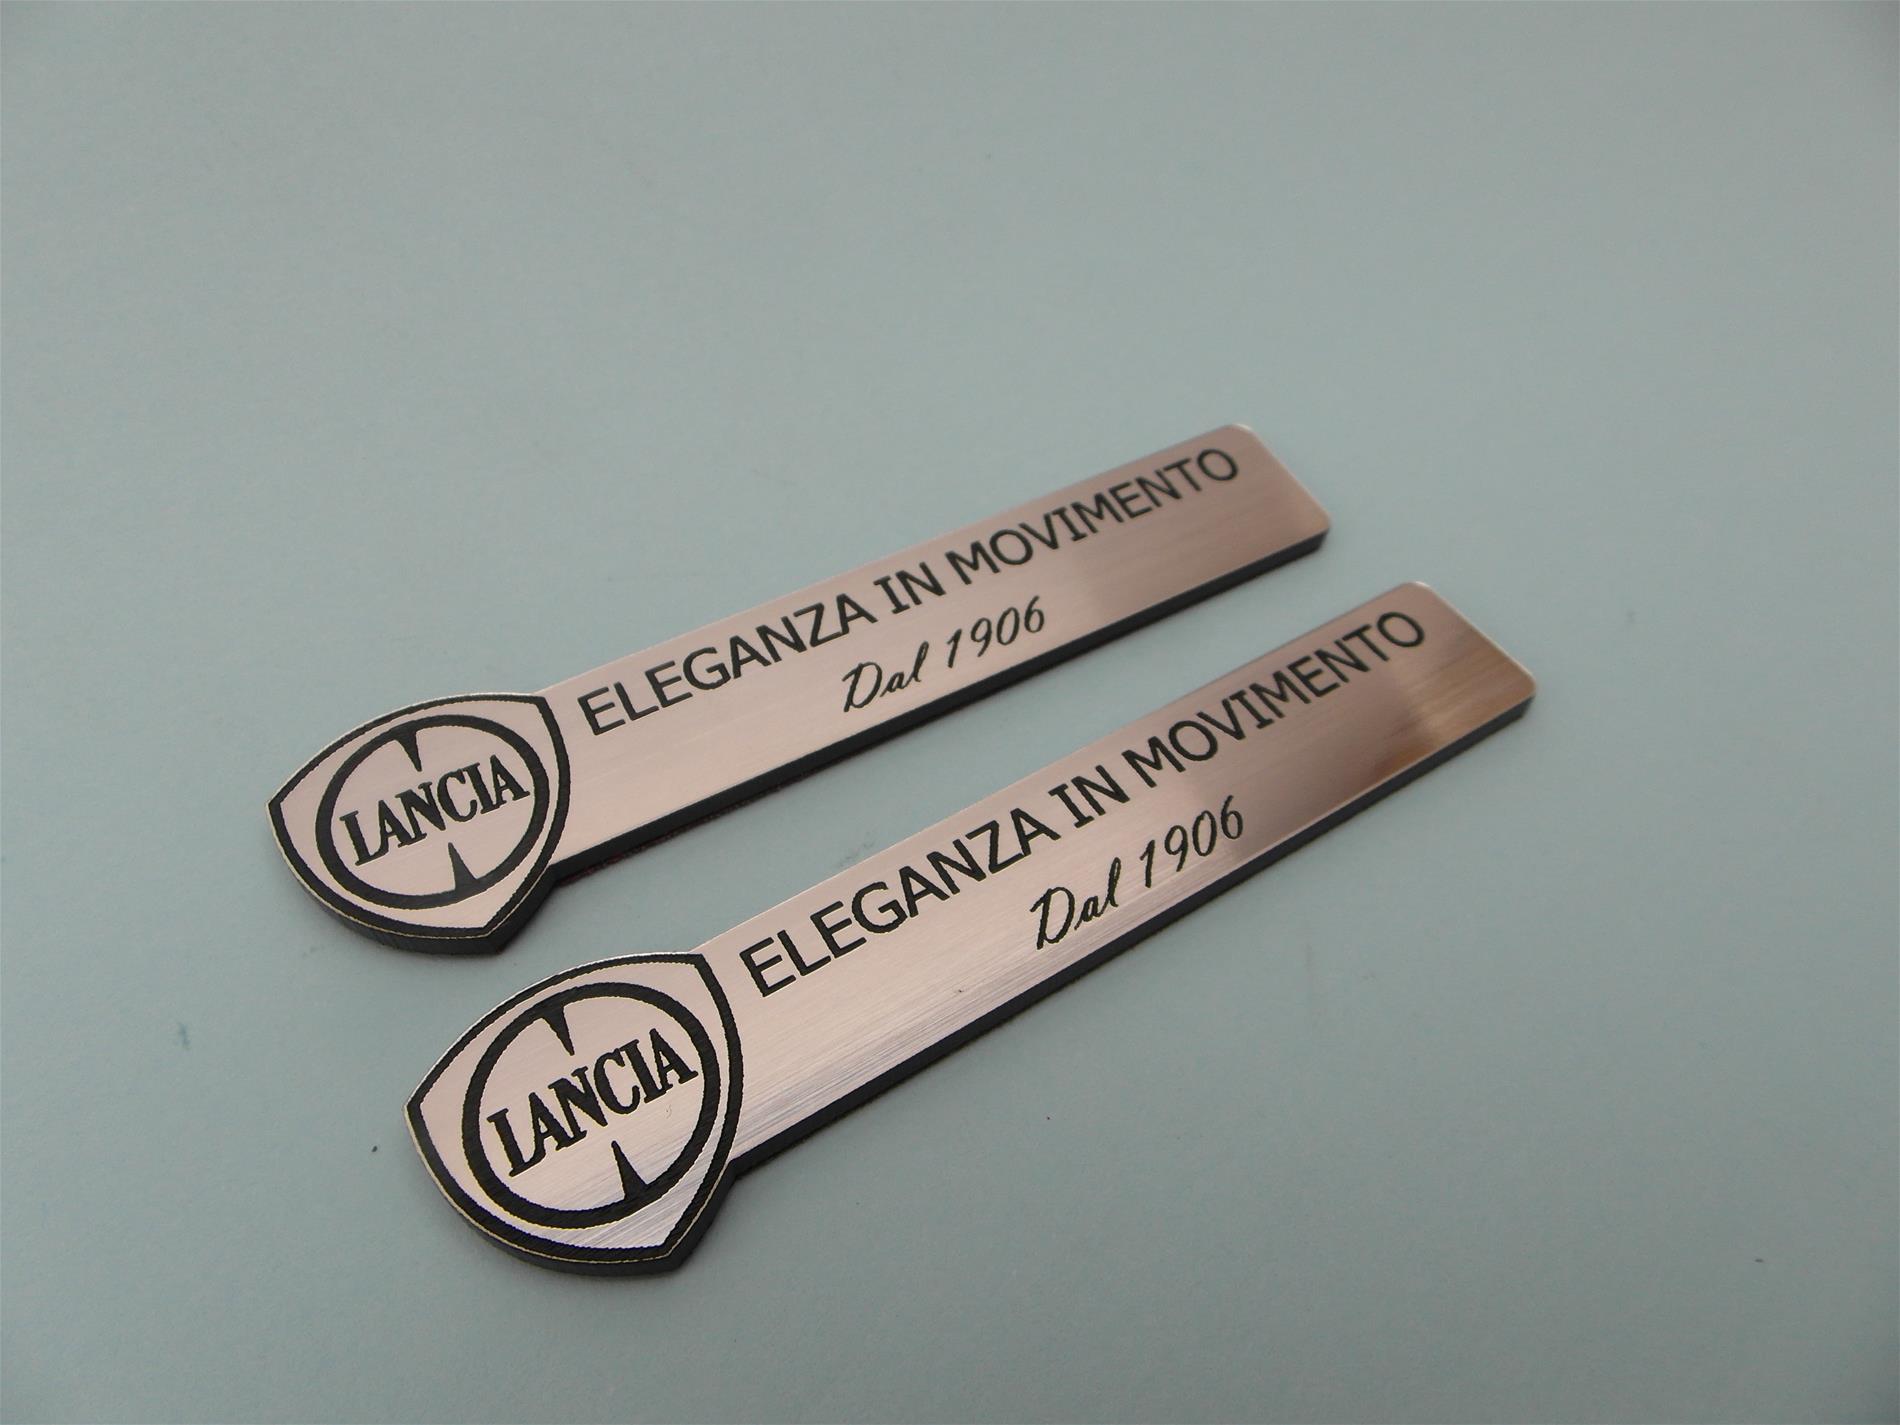 LANCIA
ELEGANZA IN MOVIMENTO
Dal 1906
LANCIA
ELEGANZA IN MOVIMENTO
Dal 1906